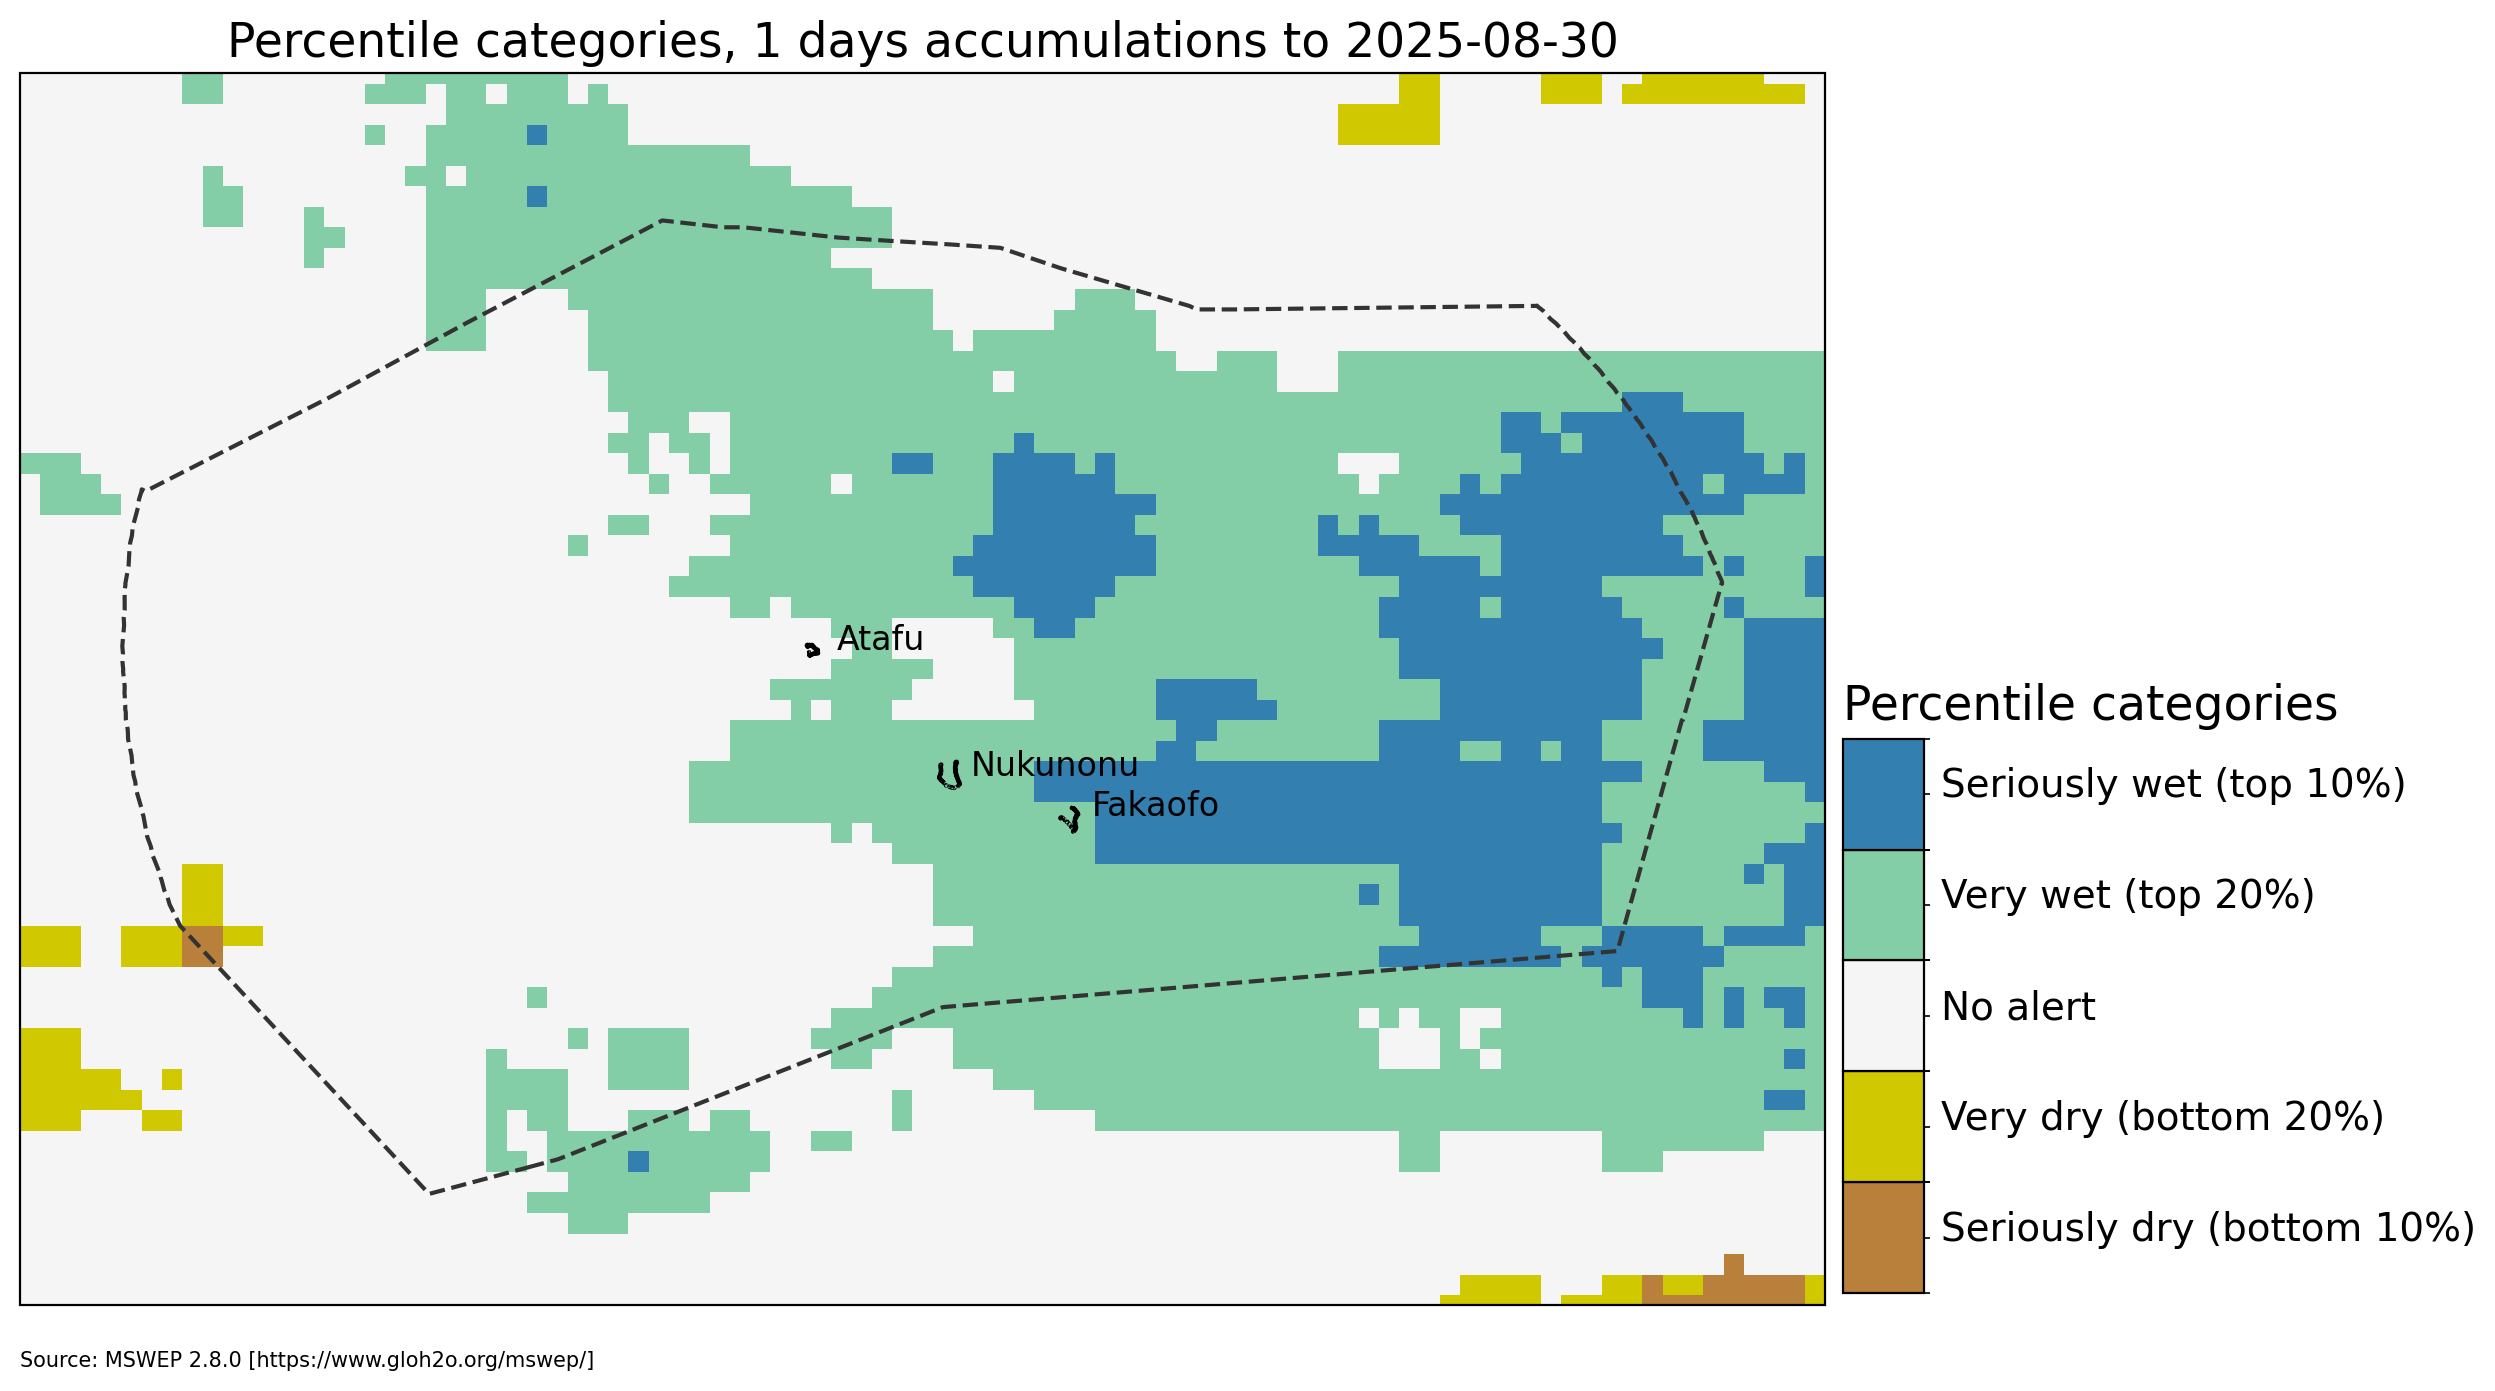 Percentile categories, 1 days accumulations to 2025-08-30
Atafu
Nukunonu
Fakaofo
Percentile categories
Seriously wet (top 10%)
Very wet (top 20%)
No alert
Very dry (bottom 20%)
Seriously dry (bottom 10%)
Source: MSWEP 2.8.0 [https://www.gloh2o.org/mswep/]